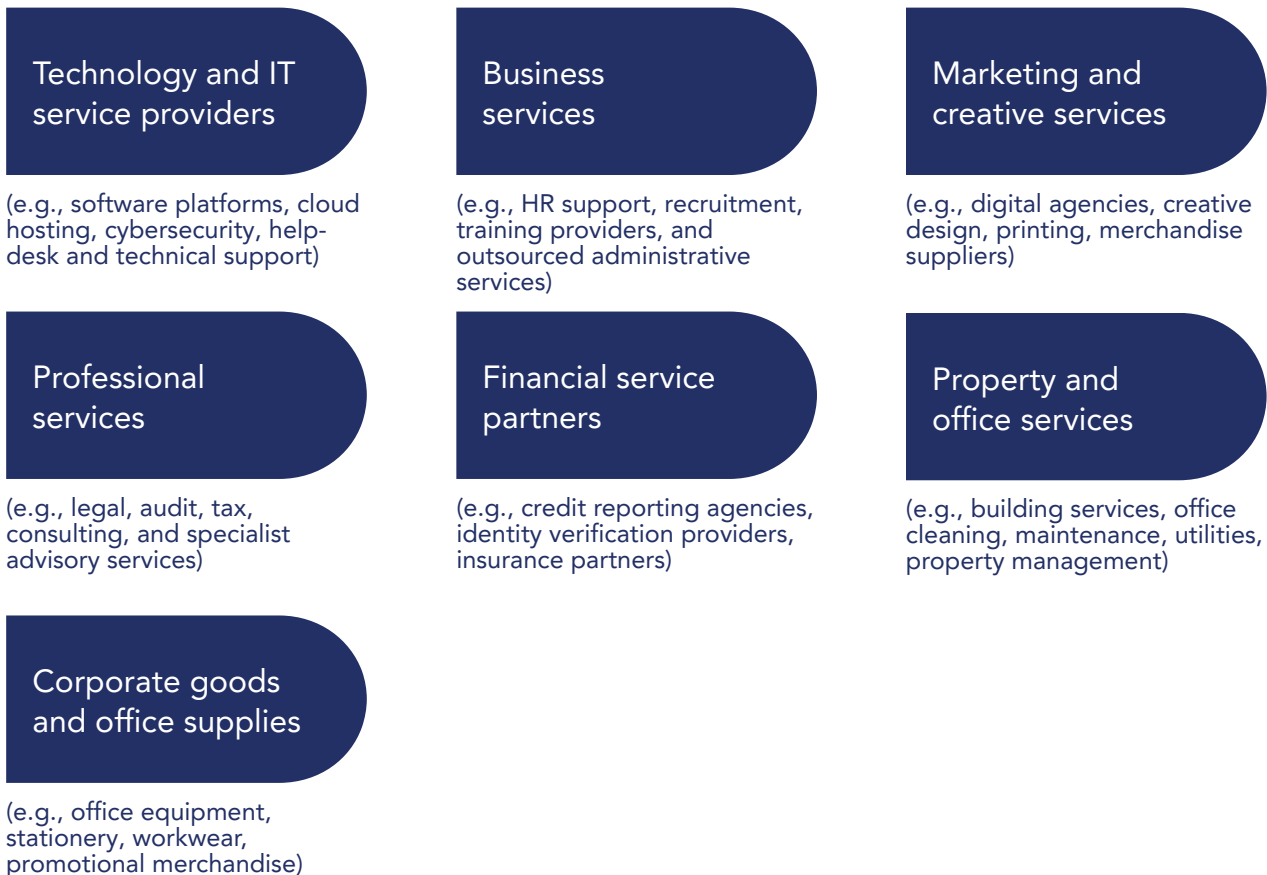 Technology and IT
service providers
(e.g., software platforms, cloud
hosting, cybersecurity, help-
desk and technical support)
Business
services
(e.g., HR support, recruitment,
training providers, and
outsourced administrative
services)
Marketing and
creative services
(e.g., digital agencies, creative
design, printing, merchandise
suppliers)
Professional
services
(e.g., legal, audit, tax,
consulting, and specialist
advisory services)
Financial service
partners
(e.g., credit reporting agencies,
identity verification providers,
insurance partners)
Property and
office services
(e.g., building services, office
cleaning, maintenance, utilities,
property management)
Corporate goods
and office supplies
(e.g., office equipment,
stationery, workwear,
promotional merchandise)